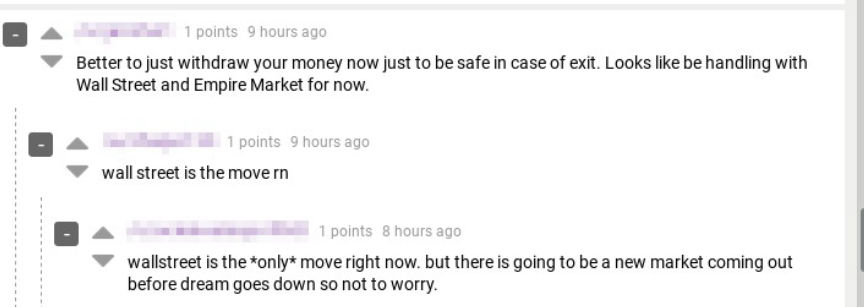 1 points 9 hours ago
Better to just withdraw your money now just to be safe in case of exit. Looks like be handling with
Wall Street and Empire Market for now.
1 points 9 hours ago
wall street is the move rn
1 points 8 hours ago
wallstreet is the *only* move right now. but there is going to be a new market coming out
before dream goes down so not to worry.